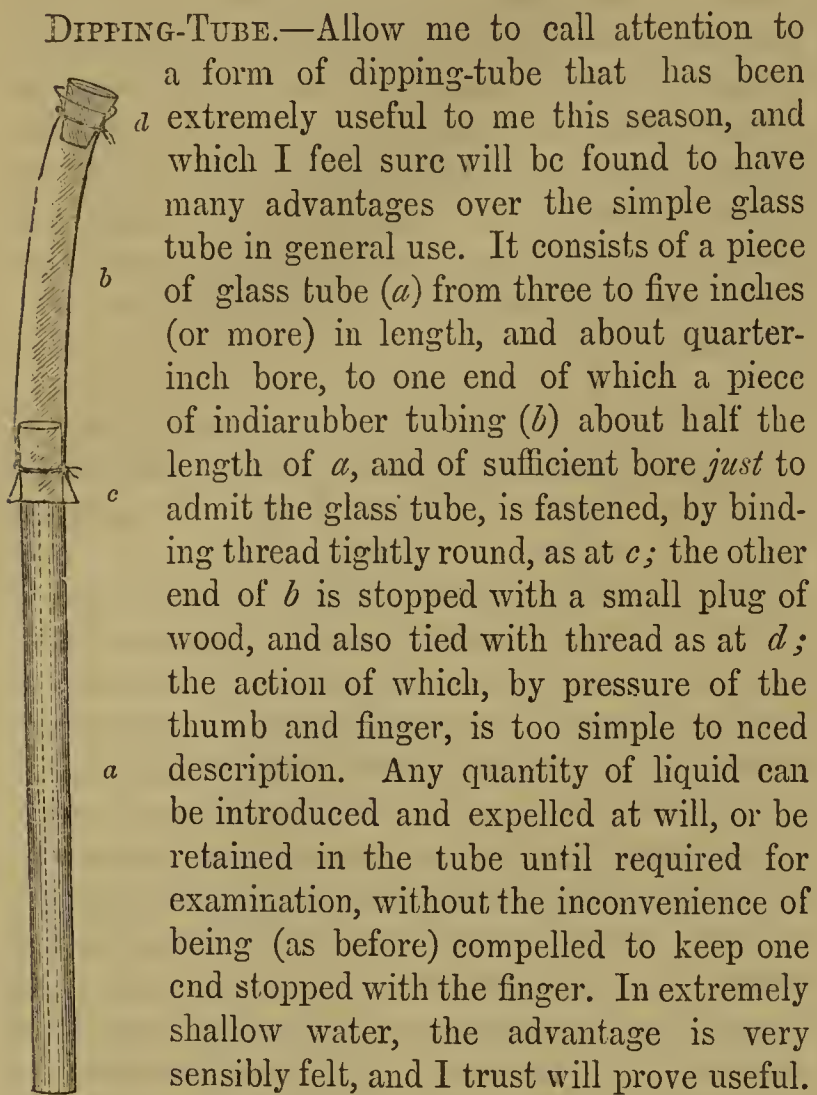 DIPPING-TUBE.—Allow me to call attention to
a form of dipping-tube that has been
d extremely useful to me this season, and
which I feel sure will be found to have
many advantages over the simple glass
tube in general use. It consists of a piece
b of glass tube (a) from three to five inches
(or more) in length, and about quarter-
inch bore, to one end of which a piece
of indiarubber tubing (b) about half the
length of a, and of sufficient bore just to
c admit the glass tube, is fastened, by bind-
ing thread tightly round, as at c; the other
end of b is stopped with a small plug of
wood, and also tied with thread as at d;
the action of which, by pressure of the
thumb and finger, is too simple to need
a description. Any quantity of liquid can
be introduced and expelled at will, or be
retained in the tube until required for
examination, without the inconvenience of
being (as before) compelled to keep one
end stopped with the finger. In extremely
shallow water, the advantage is very
sensibly felt, and I trust will prove useful.